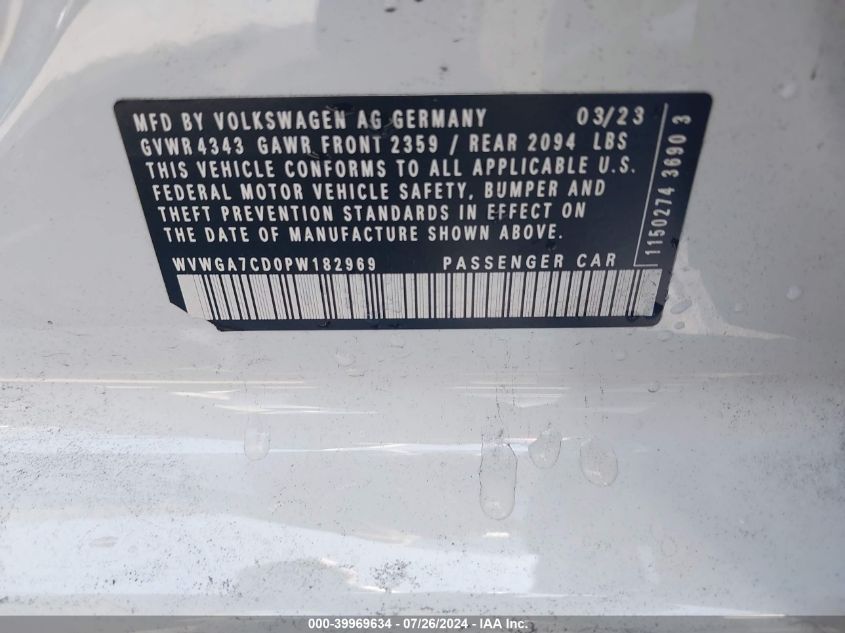 MFD BY VOLKSWAGEN AG GERMANY 03/23
GVWR 4343 GAWR FRONT 2359 / REAR 2094 LBS
THIS VEHICLE CONFORMS TO ALL APPLICABLE U.S.
FEDERAL MOTOR VEHICLE SAFETY, BUMPER AND
THEFT PREVENTION STANDARDS IN EFFECT ON
THE DATE OF MANUFACTURE SHOWN ABOVE.
WVWGA7CD0PW182969 PASSENGER CAR
1150274 3690 3
000-39969634 - 07/26/2024 - IAA Inc.